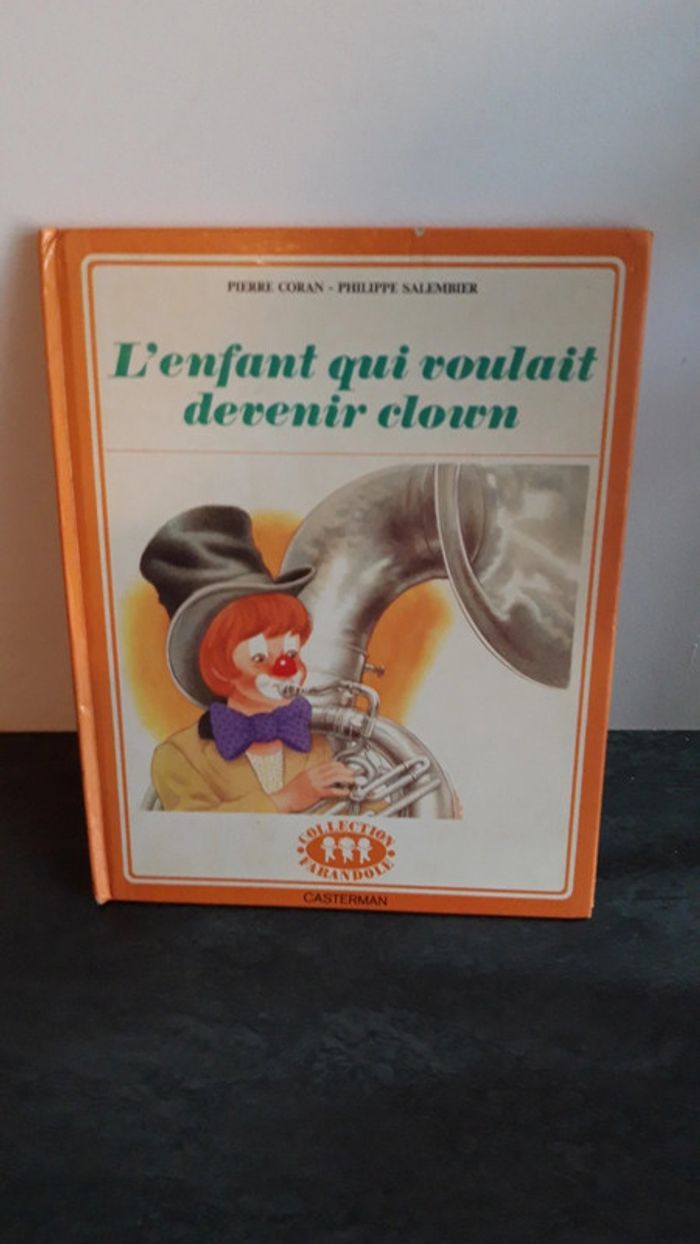 PIERRE CORAN - PHILIPPE SALEMBIER
L'enfant qui voulait
devenir clown
COLLECTION
FARANDOLE
CASTERMAN